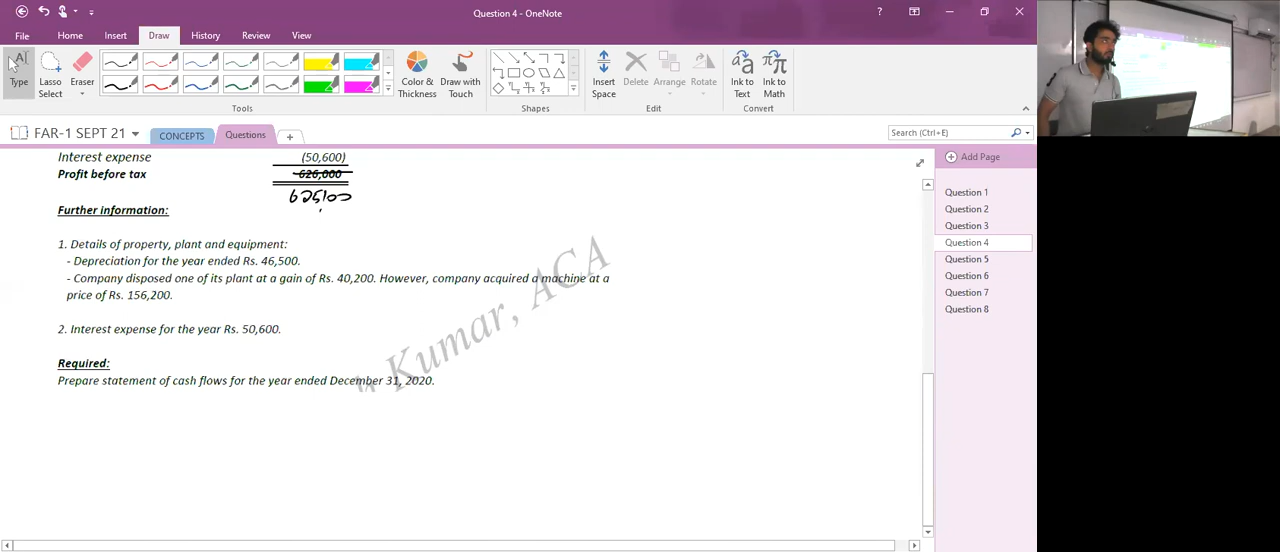 Question 4 - OneNote
?
File Home Insert Draw History Review View
Type
Lasso Select
Eraser
Color & Thickness
Draw with Touch
Insert Space
Delete
Arrange
Rotate
Ink to Text
Ink to Math
Tools
Shapes
Edit
Convert
FAR-1 SEPT 21
CONCEPTS
Questions
Search (Ctrl+E)
Add Page
Question 1
Question 2
Question 3
Question 4
Question 5
Question 6
Question 7
Question 8
Interest expense (50,600)
Profit before tax 626,000
625,100
Further information:
1. Details of property, plant and equipment:
- Depreciation for the year ended Rs. 46,500.
- Company disposed one of its plant at a gain of Rs. 40,200. However, company acquired a machine at a
price of Rs. 156,200.
2. Interest expense for the year Rs. 50,600.
Required:
Prepare statement of cash flows for the year ended December 31, 2020.
Kumar, ACA